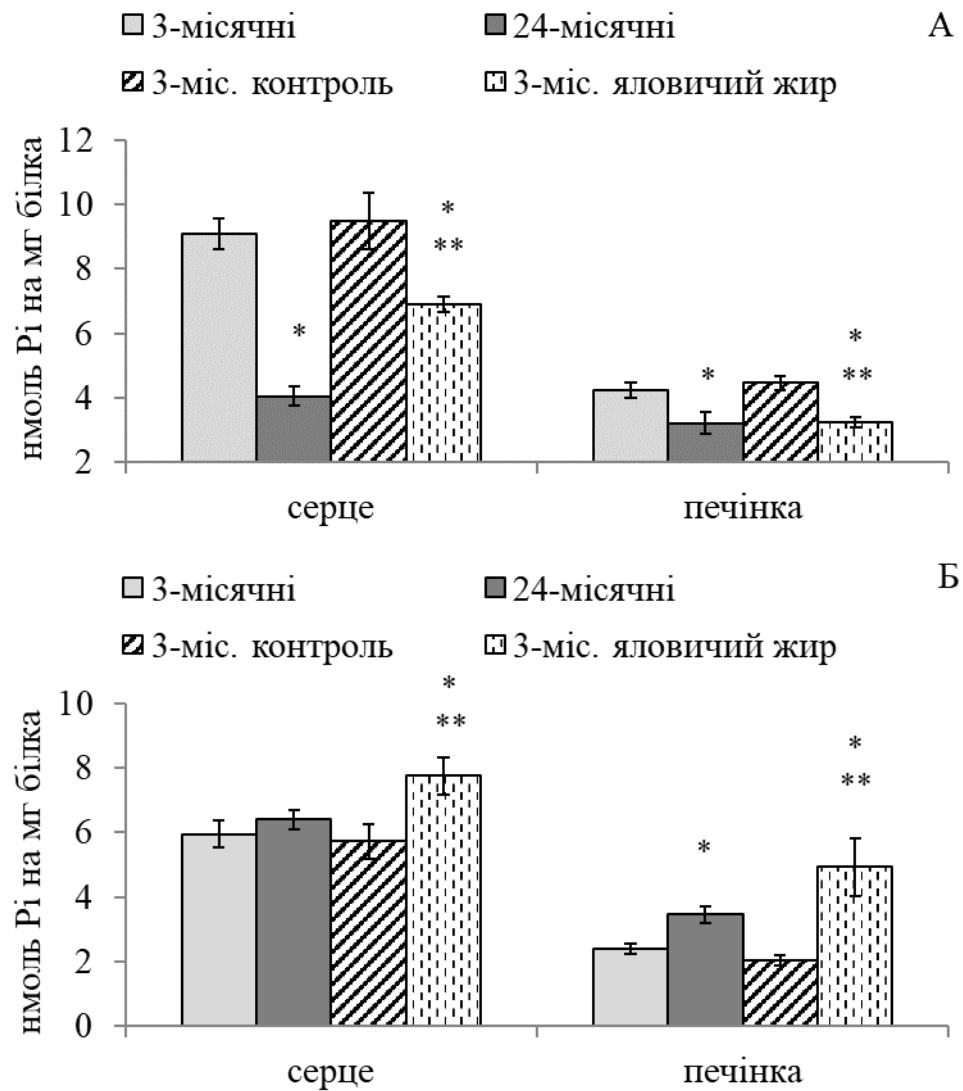 3-місячні 24-місячні А
3-міс. контроль 3-міс. яловичий жир
нмоль Pi на мг білка
12
10
8
6
4
2
*
*
**
*
*
**
серце печінка
3-місячні 24-місячні Б
3-міс. контроль 3-міс. яловичий жир
нмоль Pi на мг білка
10
8
6
4
2
0
*
**
*
*
**
серце печінка